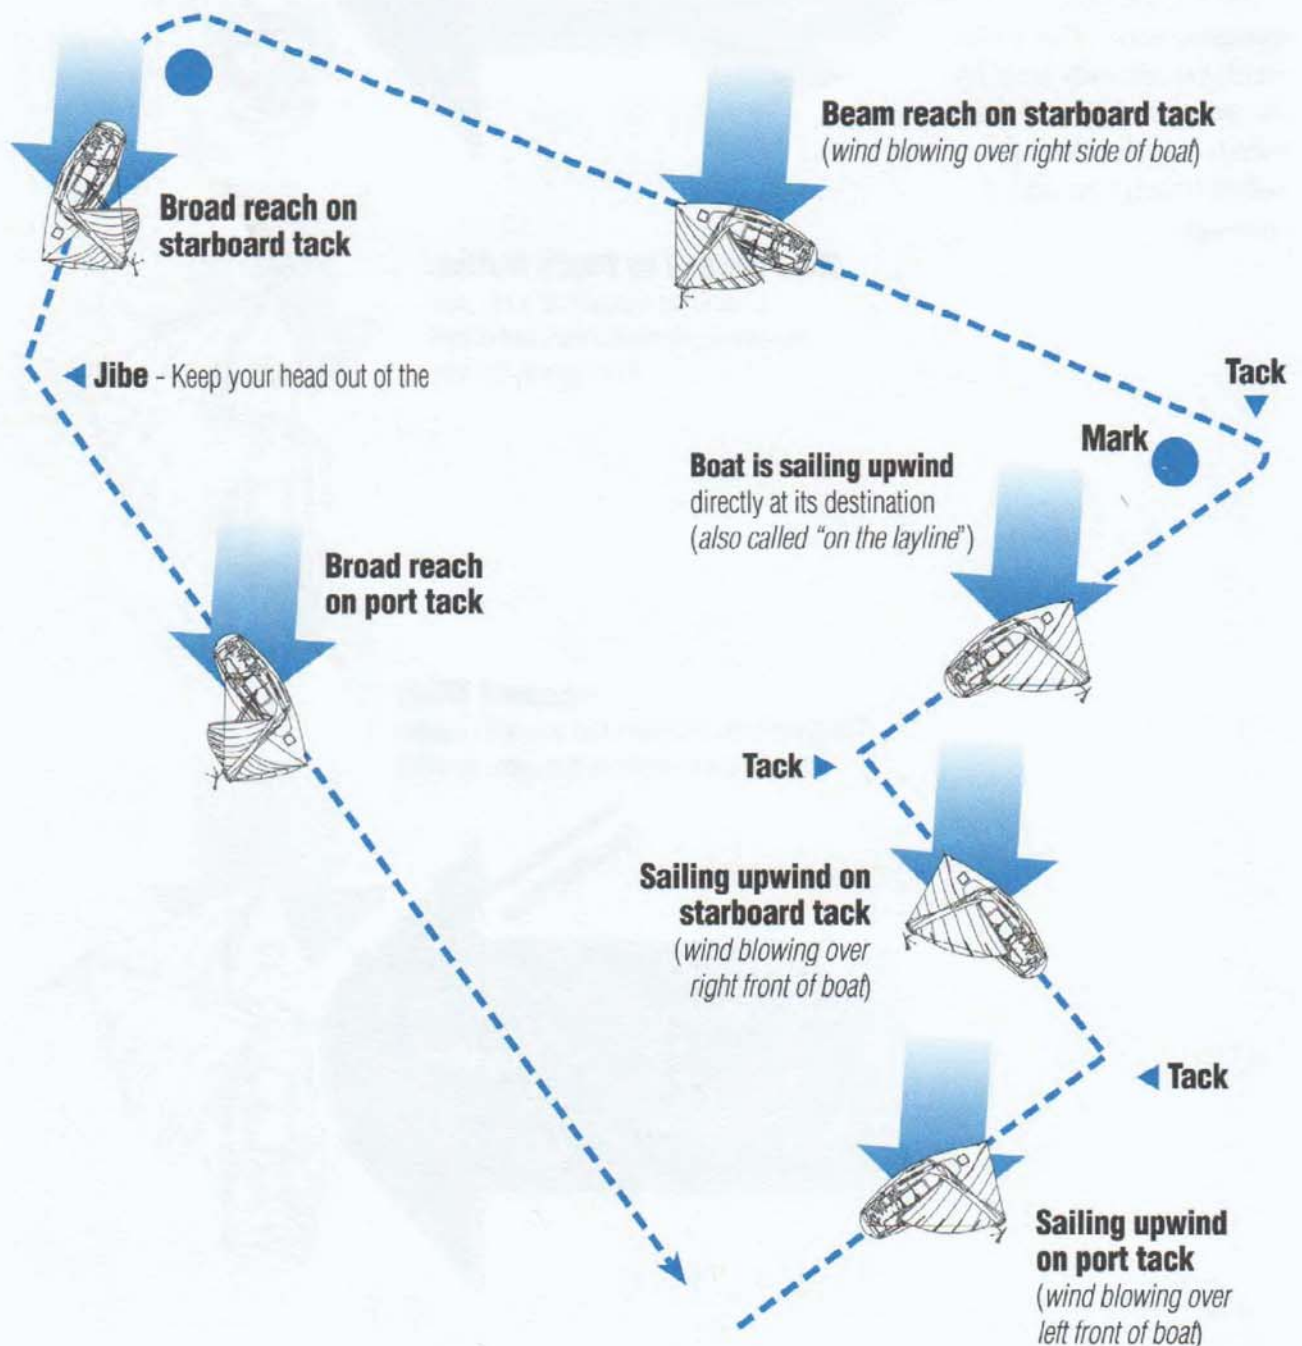 Beam reach on starboard tack
(wind blowing over right side of boat)
Broad reach on
starboard tack
Jibe - Keep your head out of the
Tack
Mark
Boat is sailing upwind
directly at its destination
(also called "on the layline")
Broad reach
on port tack
Tack
Sailing upwind on
starboard tack
(wind blowing over
right front of boat)
Tack
Sailing upwind
on port tack
(wind blowing over
left front of boat)